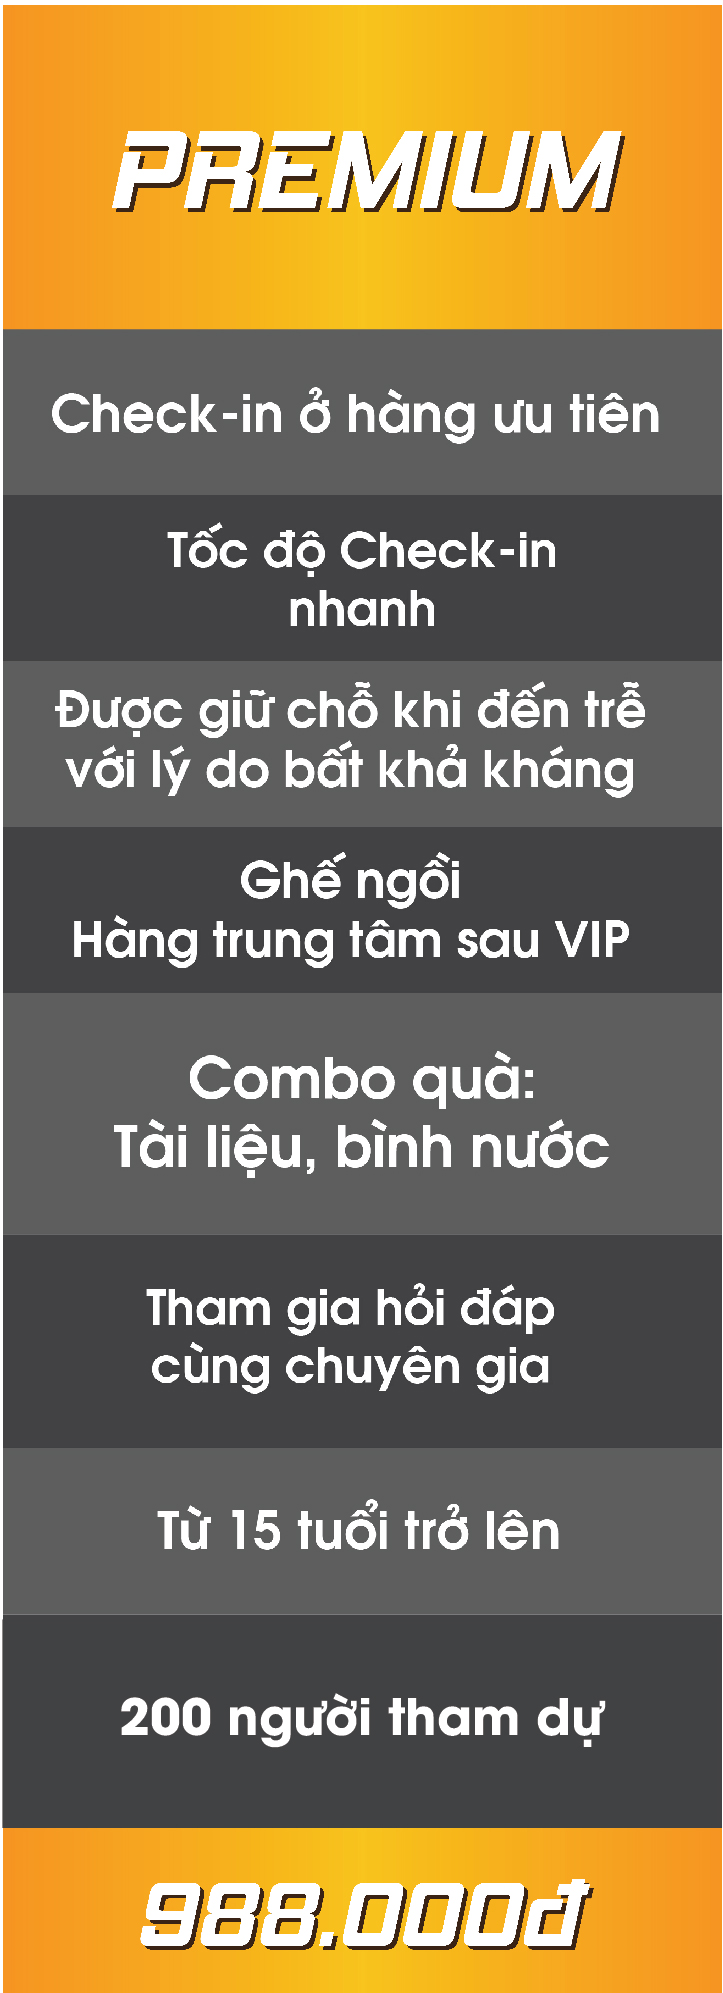 PREMIUM
Check-in ở hàng ưu tiên
Tốc độ Check-in
nhanh
Được giữ chỗ khi đến trễ
với lý do bất khả kháng
Ghế ngồi
Hàng trung tâm sau VIP
Combo quà:
Tài liệu, bình nước
Tham gia hỏi đáp
cùng chuyên gia
Từ 15 tuổi trở lên
200 người tham dự
988.000đ